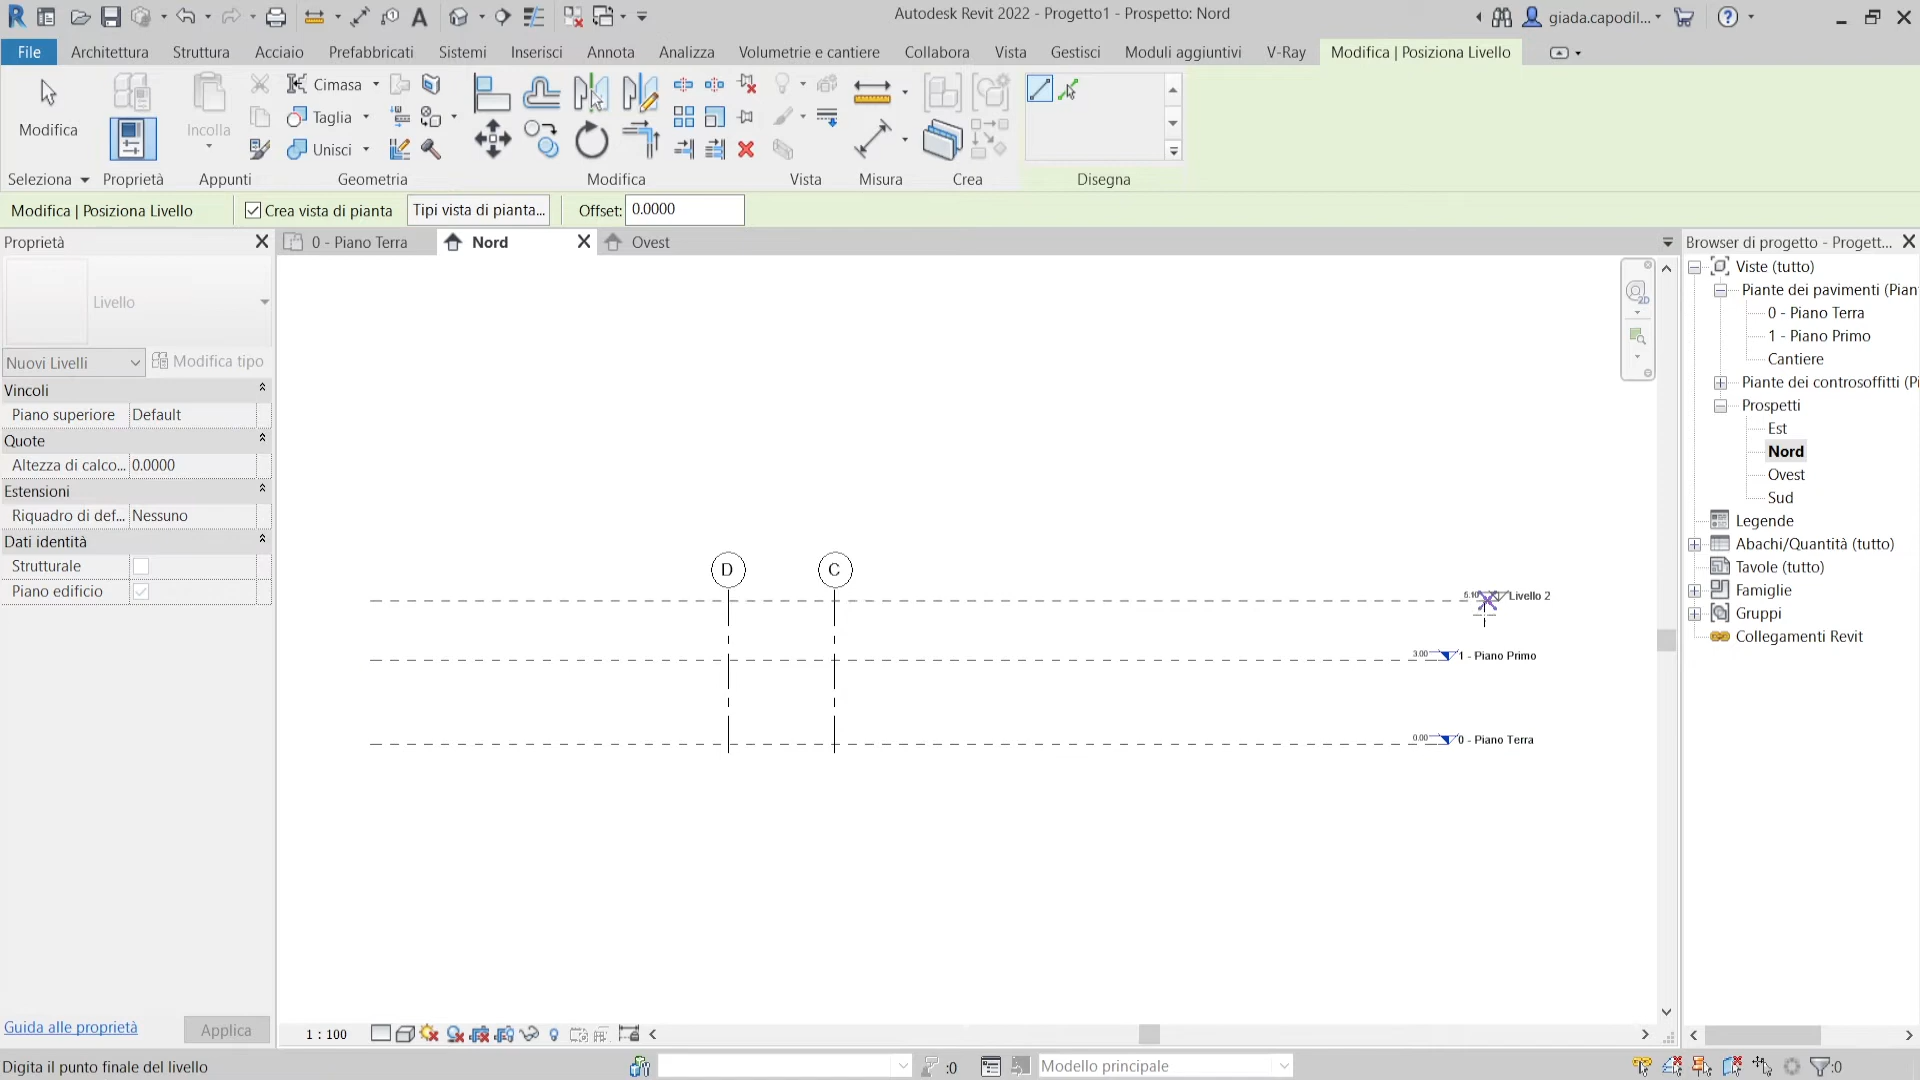 Autodesk Revit 2022 - Progetto1 - Prospetto: Nord
giada.capodil...
File Architettura Struttura Acciaio Prefabbricati Sistemi Inserisci Annota Analizza Volumetrie e cantiere Collabora Vista Gestisci Moduli aggiuntivi V-Ray Modifica | Posiziona Livello
Modifica
Incolla
Cimasa
Taglia
Unisci
Seleziona Proprietà Appunti Geometria Modifica Vista Misura Crea Disegna
Modifica | Posiziona Livello Crea vista di pianta Tipi vista di pianta... Offset: 0.0000
Proprietà
Livello
Nuovi Livelli Modifica tipo
Vincoli
Piano superiore Default
Quote
Altezza di calco... 0.0000
Estensioni
Riquadro di def... Nessuno
Dati identità
Strutturale
Piano edificio
Guida alle proprietà Applica
0 - Piano Terra Nord Ovest
2D
D C
Livello 2
3.00 1 - Piano Primo
0.00 0 - Piano Terra
1 : 100
Browser di progetto - Progett...
Viste (tutto)
Piante dei pavimenti (Pian
0 - Piano Terra
1 - Piano Primo
Cantiere
Piante dei controsoffitti (Pi
Prospetti
Est
Nord
Ovest
Sud
Legende
Abachi/Quantità (tutto)
Tavole (tutto)
Famiglie
Gruppi
Collegamenti Revit
Digita il punto finale del livello
:0
Modello principale
:0